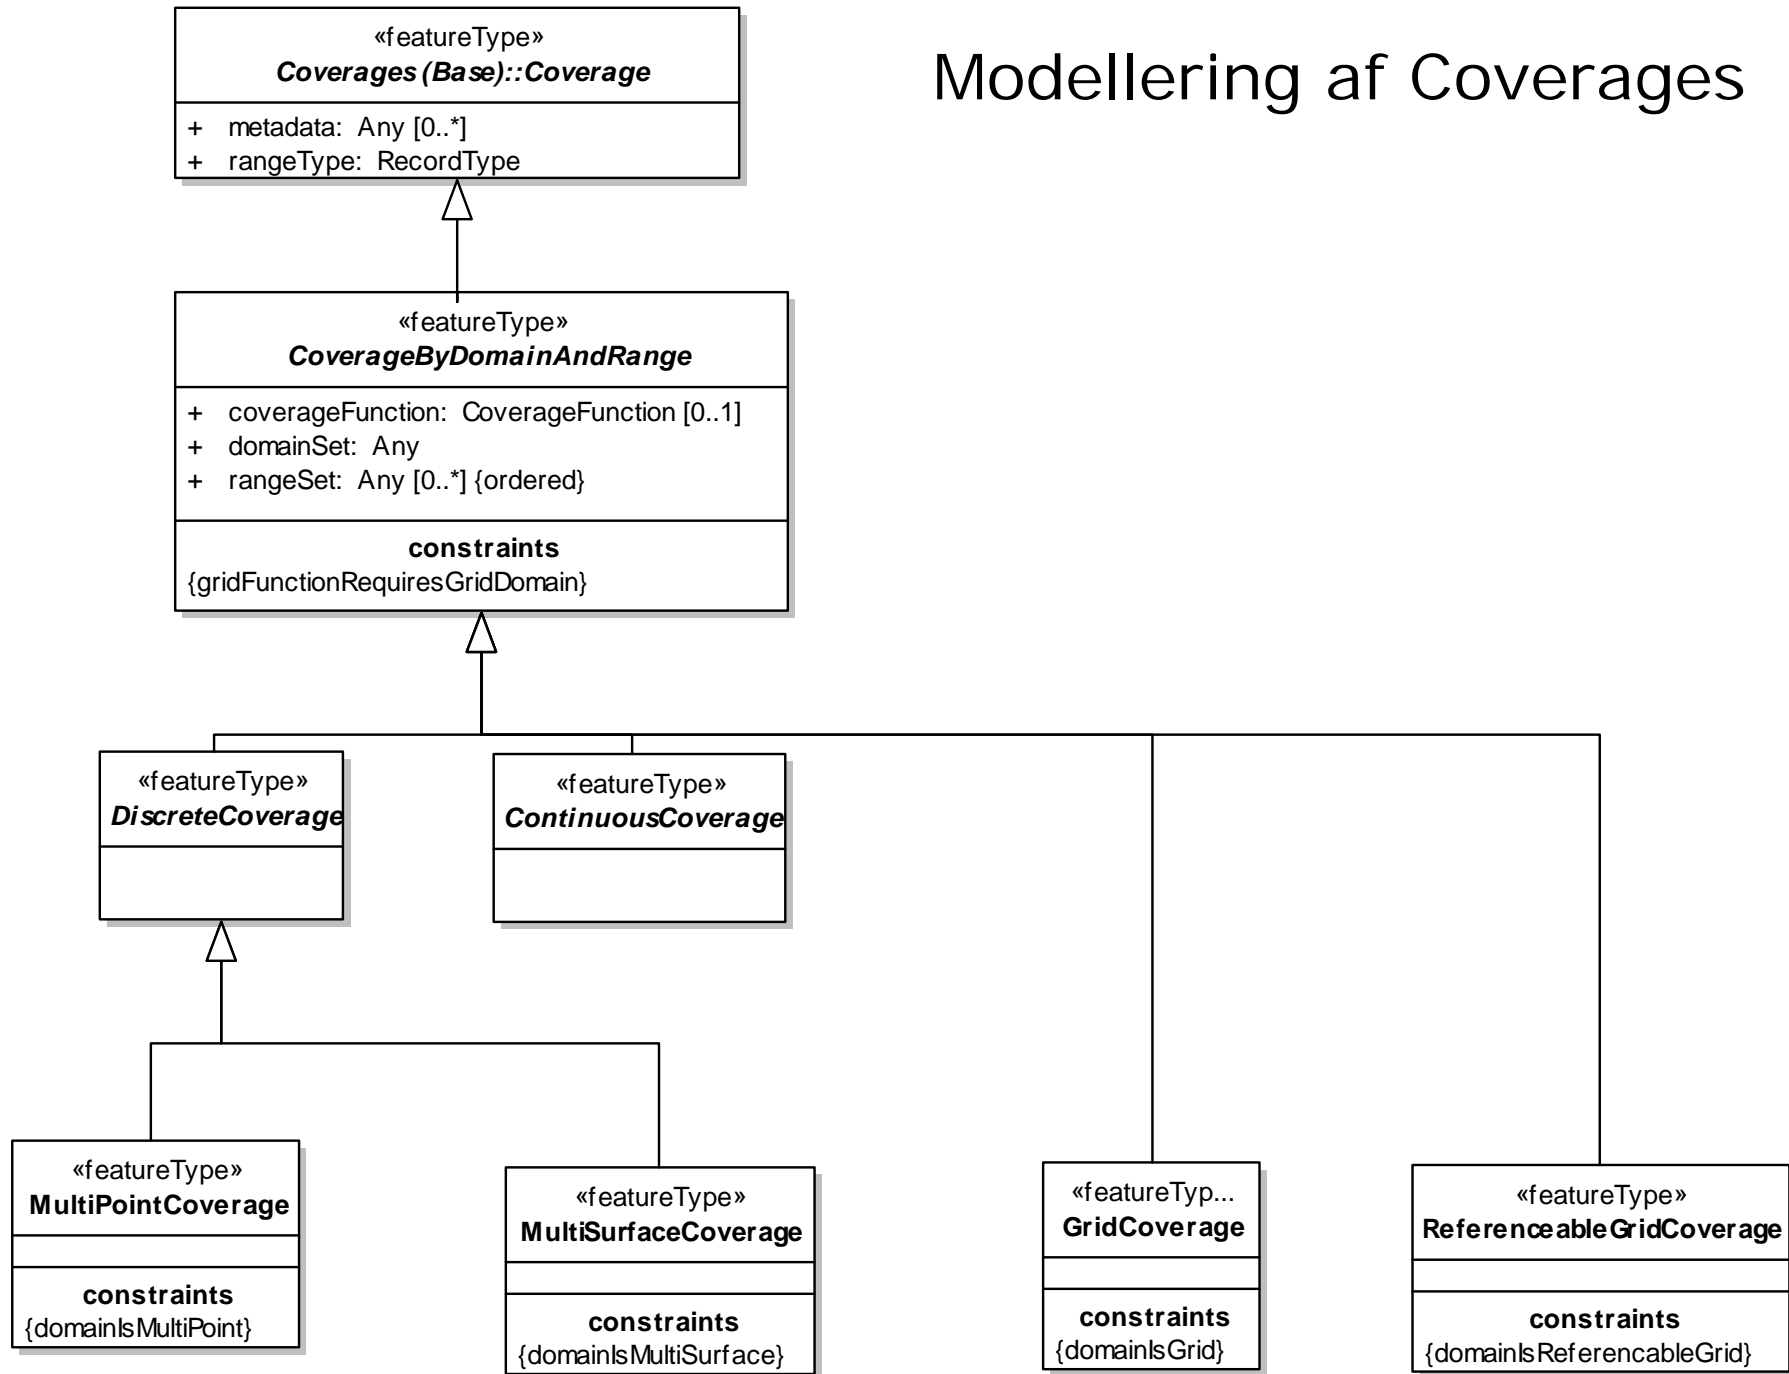 Modellering af Coverages
«featureType»
Coverages (Base)::Coverage
+ metadata: Any [0..*]
+ rangeType: RecordType
«featureType»
CoverageByDomainAndRange
+ coverageFunction: CoverageFunction [0..1]
+ domainSet: Any
+ rangeSet: Any [0..*] {ordered}
constraints
{gridFunctionRequiresGridDomain}
«featureType»
DiscreteCoverage
«featureType»
ContinuousCoverage
«featureType»
MultiPointCoverage
constraints
{domainIsMultiPoint}
«featureType»
MultiSurfaceCoverage
constraints
{domainIsMultiSurface}
«featureTyp...
GridCoverage
constraints
{domainIsGrid}
«featureType»
ReferenceableGridCoverage
constraints
{domainIsReferencableGrid}